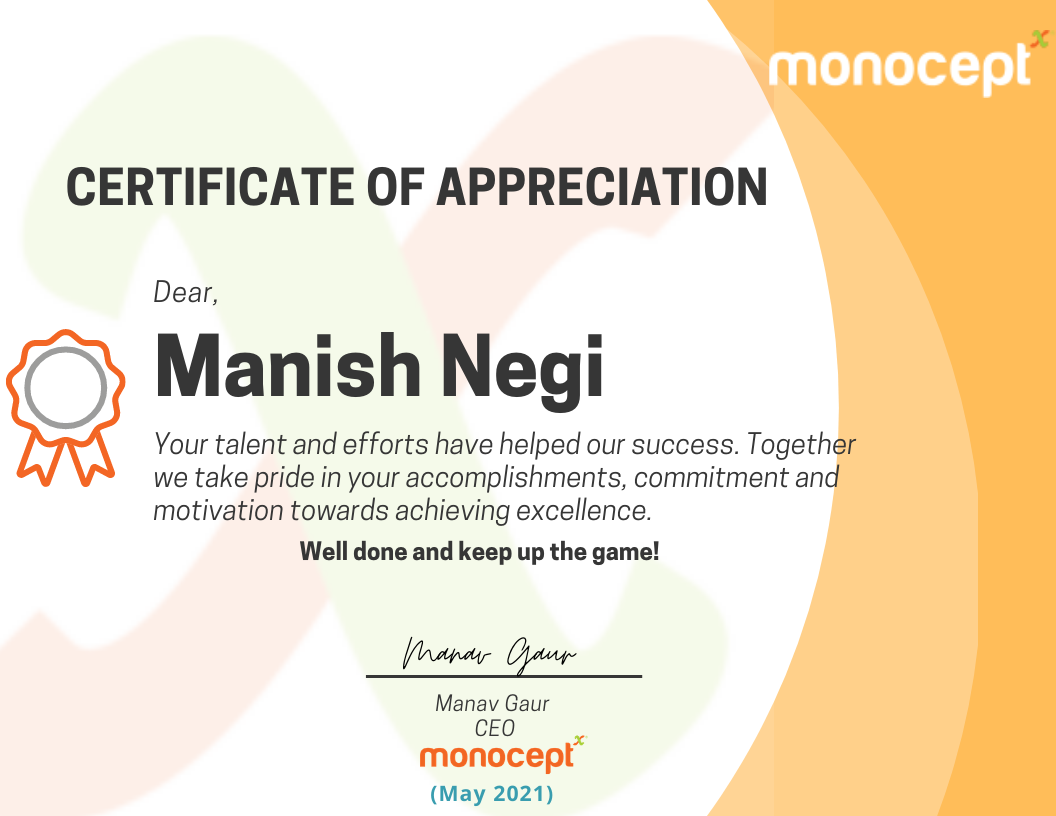 monocept
CERTIFICATE OF APPRECIATION
Dear,
Manish Negi
Your talent and efforts have helped our success. Together
we take pride in your accomplishments, commitment and
motivation towards achieving excellence.
Well done and keep up the game!
Manav Gaur
Manav Gaur
CEO
monocept
(May 2021)